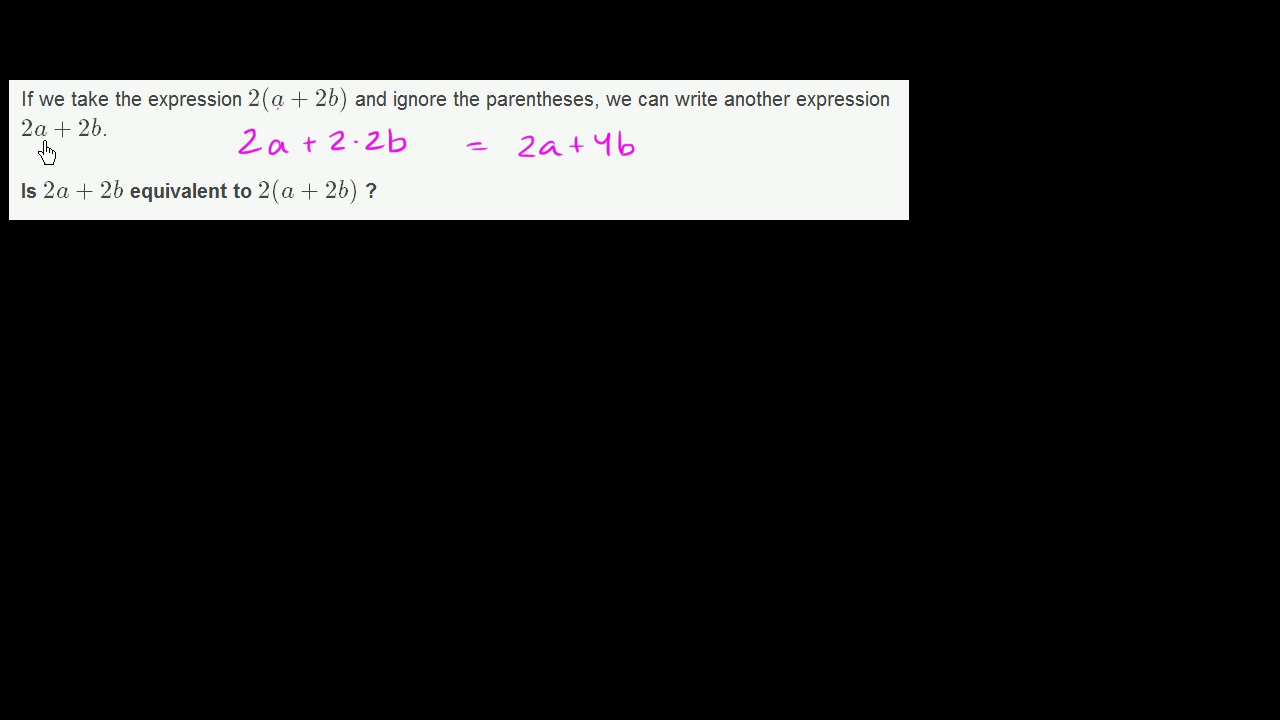 If we take the expression 2(a + 2b) and ignore the parentheses, we can write another expression
2a + 2b.
2a + 2·2b = 2a + 4b
Is 2a + 2b equivalent to 2(a + 2b) ?